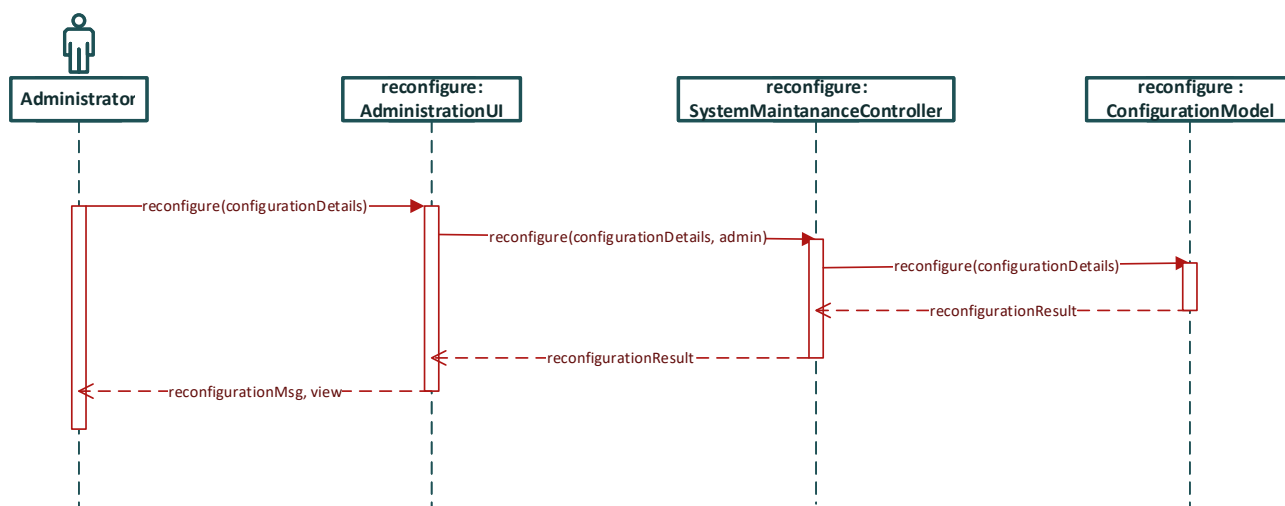 Administrator
reconfigure:
AdministrationUI
reconfigure:
SystemMaintananceController
reconfigure :
ConfigurationModel
reconfigure(configurationDetails)
reconfigure(configurationDetails, admin)
reconfigure(configurationDetails)
reconfigurationResult
reconfigurationResult
reconfigurationMsg, view